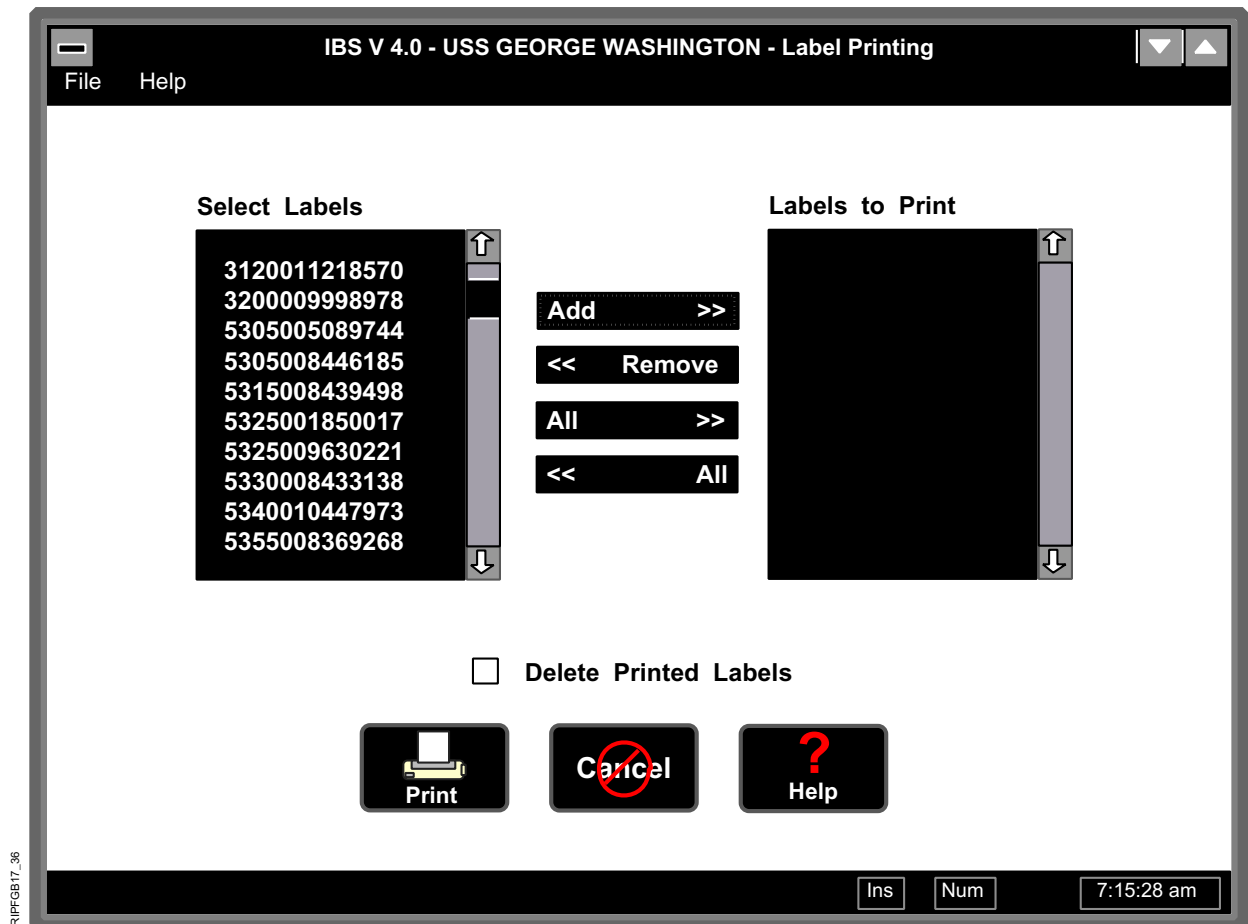 IBS V 4.0 - USS GEORGE WASHINGTON - Label Printing
File Help
Select Labels
3120011218570
3200009998978
5305005089744
5305008446185
5315008439498
5325001850017
5325009630221
5330008433138
5340010447973
5355008369268
Add >>
<< Remove
All >>
<< All
Labels to Print
Delete Printed Labels
Print
Cancel
?
Help
Ins Num 7:15:28 am
RIPFGB17_36